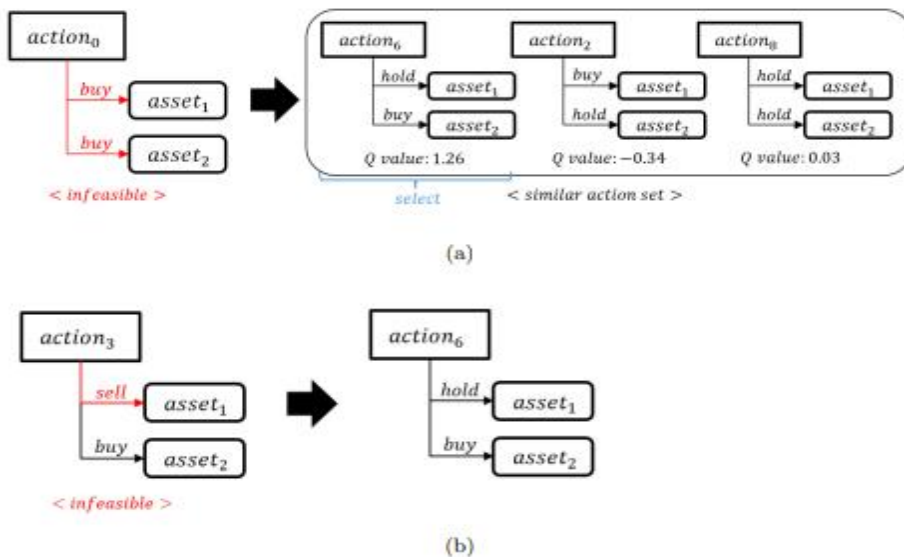 action₀
buy
asset₁
buy
asset₂
< infeasible >
action₆
hold
asset₁
buy
asset₂
Q value: 1.26
action₂
buy
asset₁
hold
asset₂
Q value: −0.34
action₈
hold
asset₁
hold
asset₂
Q value: 0.03
select
< similar action set >
(a)
action₃
sell
asset₁
buy
asset₂
< infeasible >
action₆
hold
asset₁
buy
asset₂
(b)